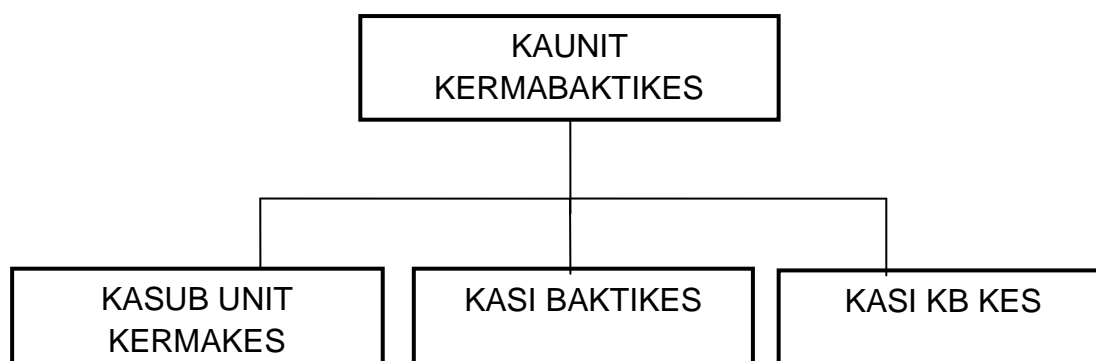 KAUNIT
KERMABAKTIKES
KASUB UNIT
KERMAKES
KASI BAKTIKES
KASI KB KES